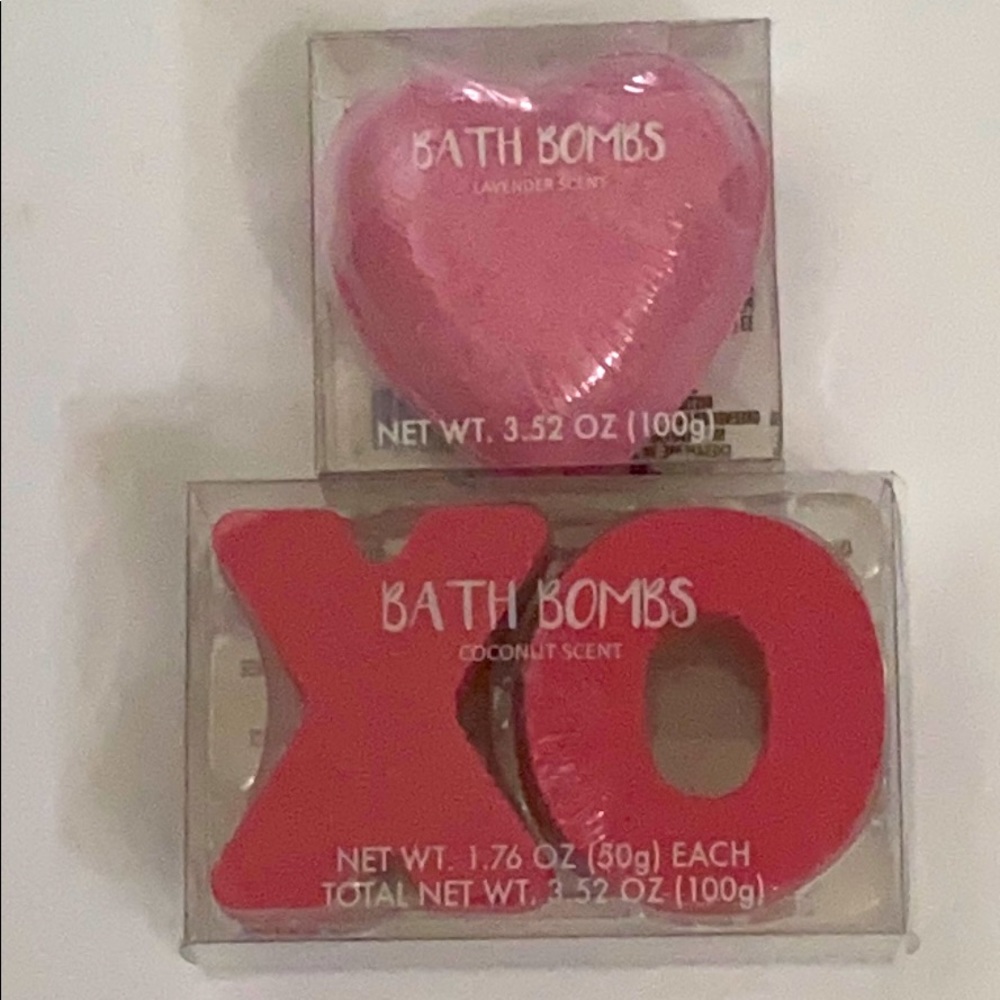 BATH BOMBS
LAVENDER SCENT
NET WT. 3.52 OZ (100g)
XO
BATH BOMBS
COCONUT SCENT
NET WT. 1.76 OZ (50g) EACH
TOTAL NET WT. 3.52 OZ (100g)